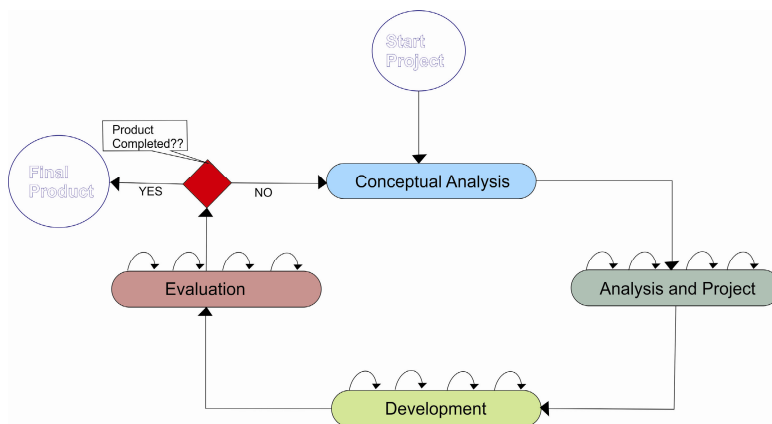 Start
Project
Product
Completed??
Final
Product
YES
NO
Conceptual Analysis
Evaluation
Analysis and Project
Development